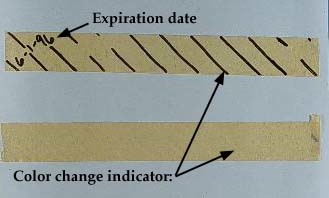 Expiration date
6-1-96
Color change indicator: